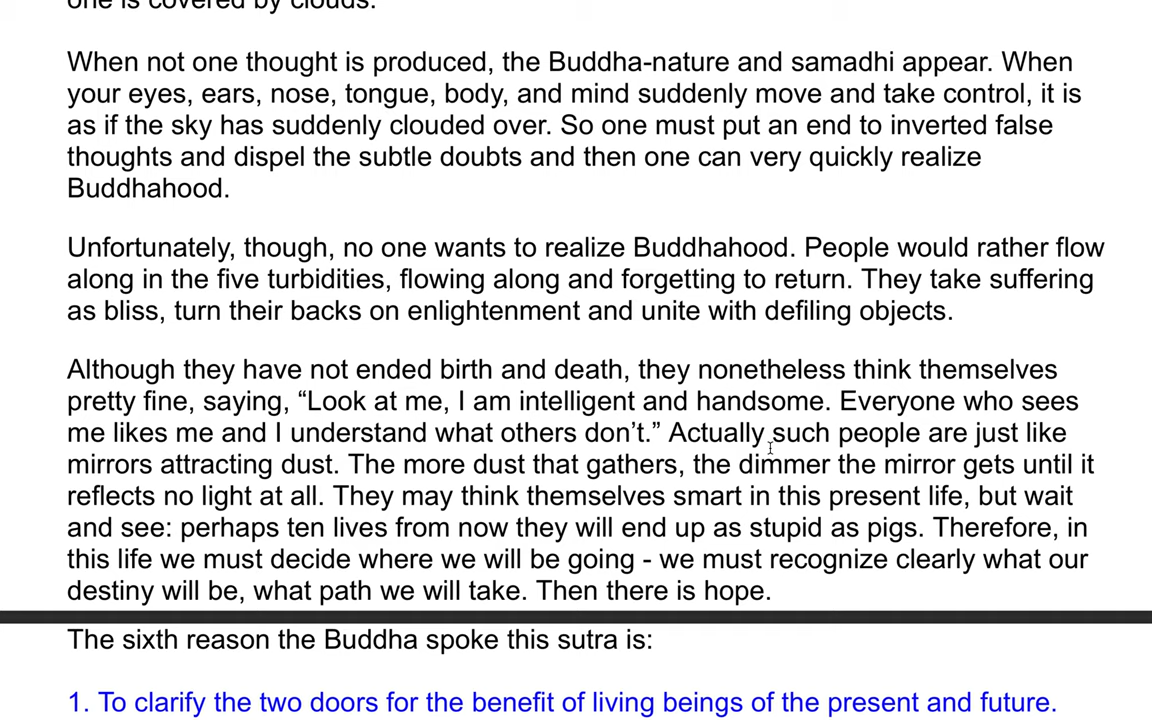 one is covered by clouds.
When not one thought is produced, the Buddha-nature and samadhi appear. When
your eyes, ears, nose, tongue, body, and mind suddenly move and take control, it is
as if the sky has suddenly clouded over. So one must put an end to inverted false
thoughts and dispel the subtle doubts and then one can very quickly realize
Buddhahood.
Unfortunately, though, no one wants to realize Buddhahood. People would rather flow
along in the five turbidities, flowing along and forgetting to return. They take suffering
as bliss, turn their backs on enlightenment and unite with defiling objects.
Although they have not ended birth and death, they nonetheless think themselves
pretty fine, saying, “Look at me, I am intelligent and handsome. Everyone who sees
me likes me and I understand what others don’t.” Actually such people are just like
mirrors attracting dust. The more dust that gathers, the dimmer the mirror gets until it
reflects no light at all. They may think themselves smart in this present life, but wait
and see: perhaps ten lives from now they will end up as stupid as pigs. Therefore, in
this life we must decide where we will be going - we must recognize clearly what our
destiny will be, what path we will take. Then there is hope.
The sixth reason the Buddha spoke this sutra is:
1. To clarify the two doors for the benefit of living beings of the present and future.